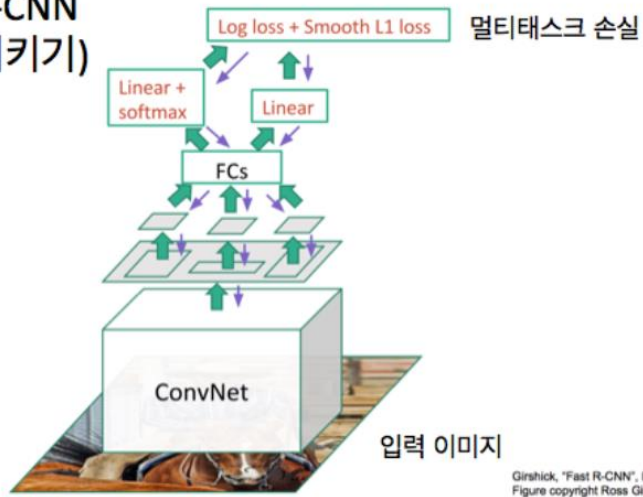 -CNN
키기)
Log loss + Smooth L1 loss
멀티태스크 손실
Linear +
softmax
Linear
FCs
ConvNet
입력 이미지
Girshick, "Fast R-CNN".
Figure copyright Ross